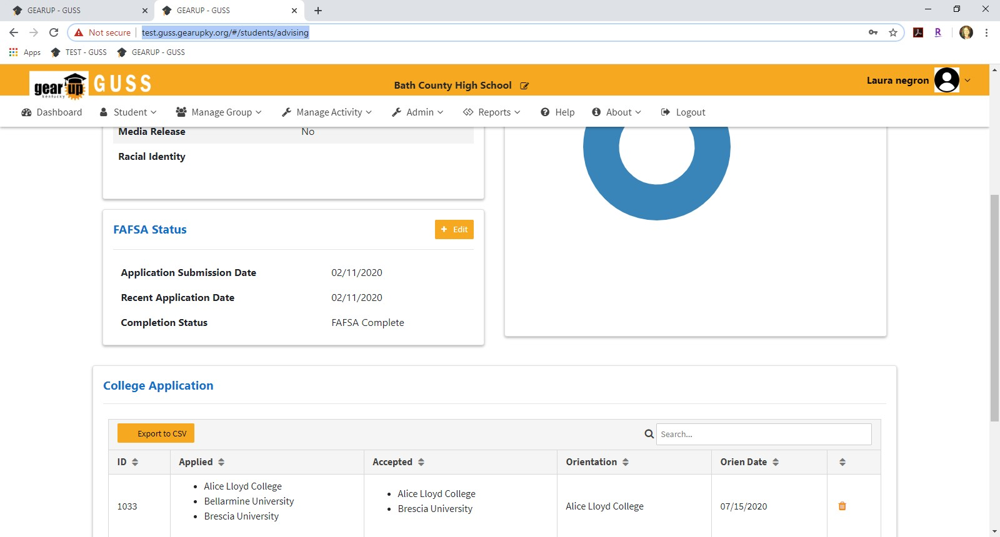 GEARUP - GUSS
GEARUP - GUSS
Not secure
test.guss.gearupky.org/#/students/advising
R
Apps
TEST - GUSS
GEARUP - GUSS
gear up
kentucky
GUSS
Bath County High School
Laura negron
Dashboard
Student
Manage Group
Manage Activity
Admin
Reports
Help
About
Logout
Media Release No
Racial Identity
FAFSA Status
+ Edit
Application Submission Date 02/11/2020
Recent Application Date 02/11/2020
Completion Status FAFSA Complete
College Application
Export to CSV
Search...
ID Applied Accepted Orientation Orien Date
1033
Alice Lloyd College
Bellarmine University
Brescia University
Alice Lloyd College
Brescia University
Alice Lloyd College
07/15/2020